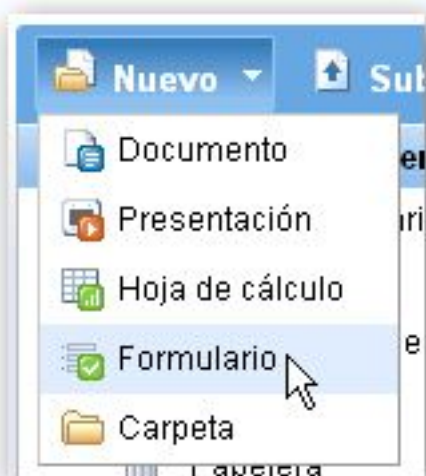 Nuevo
Documento
Presentación
Hoja de cálculo
Formulario
Carpeta